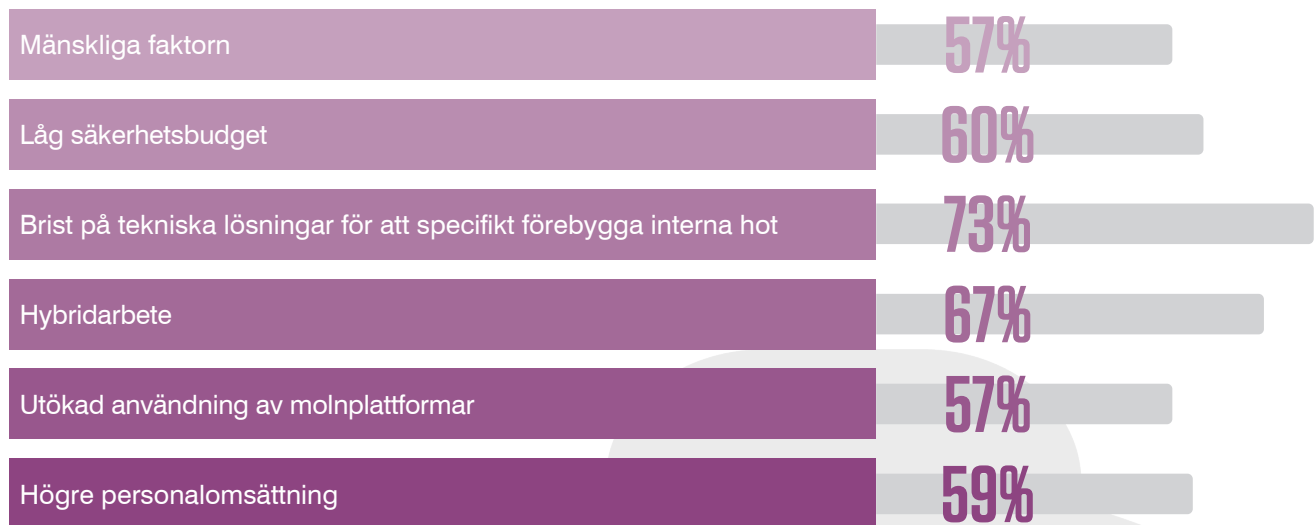 Mänskliga faktorn 57%
Låg säkerhetsbudget 60%
Brist på tekniska lösningar för att specifikt förebygga interna hot 73%
Hybridarbete 67%
Utökad användning av molnplattformar 57%
Högre personalomsättning 59%